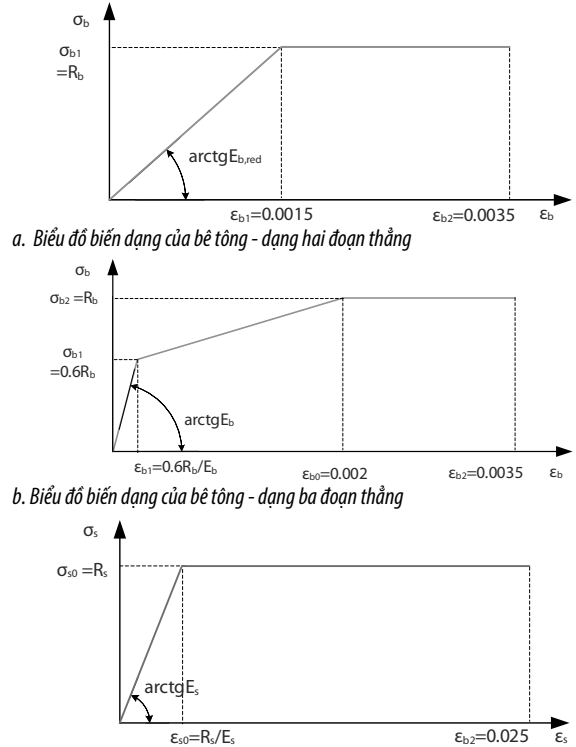 σb
σb1
=Rb
arctgEb,red
εb1=0.0015
εb2=0.0035
εb
a. Biểu đồ biến dạng của bê tông - dạng hai đoạn thẳng
σb
σb2 =Rb
σb1
=0.6Rb
arctgEb
εb1=0.6Rb/Eb
εb0=0.002
εb2=0.0035
εb
b. Biểu đồ biến dạng của bê tông - dạng ba đoạn thẳng
σs
σs0 =Rs
arctgEs
εs0=Rs/Es
εb2=0.025
εs